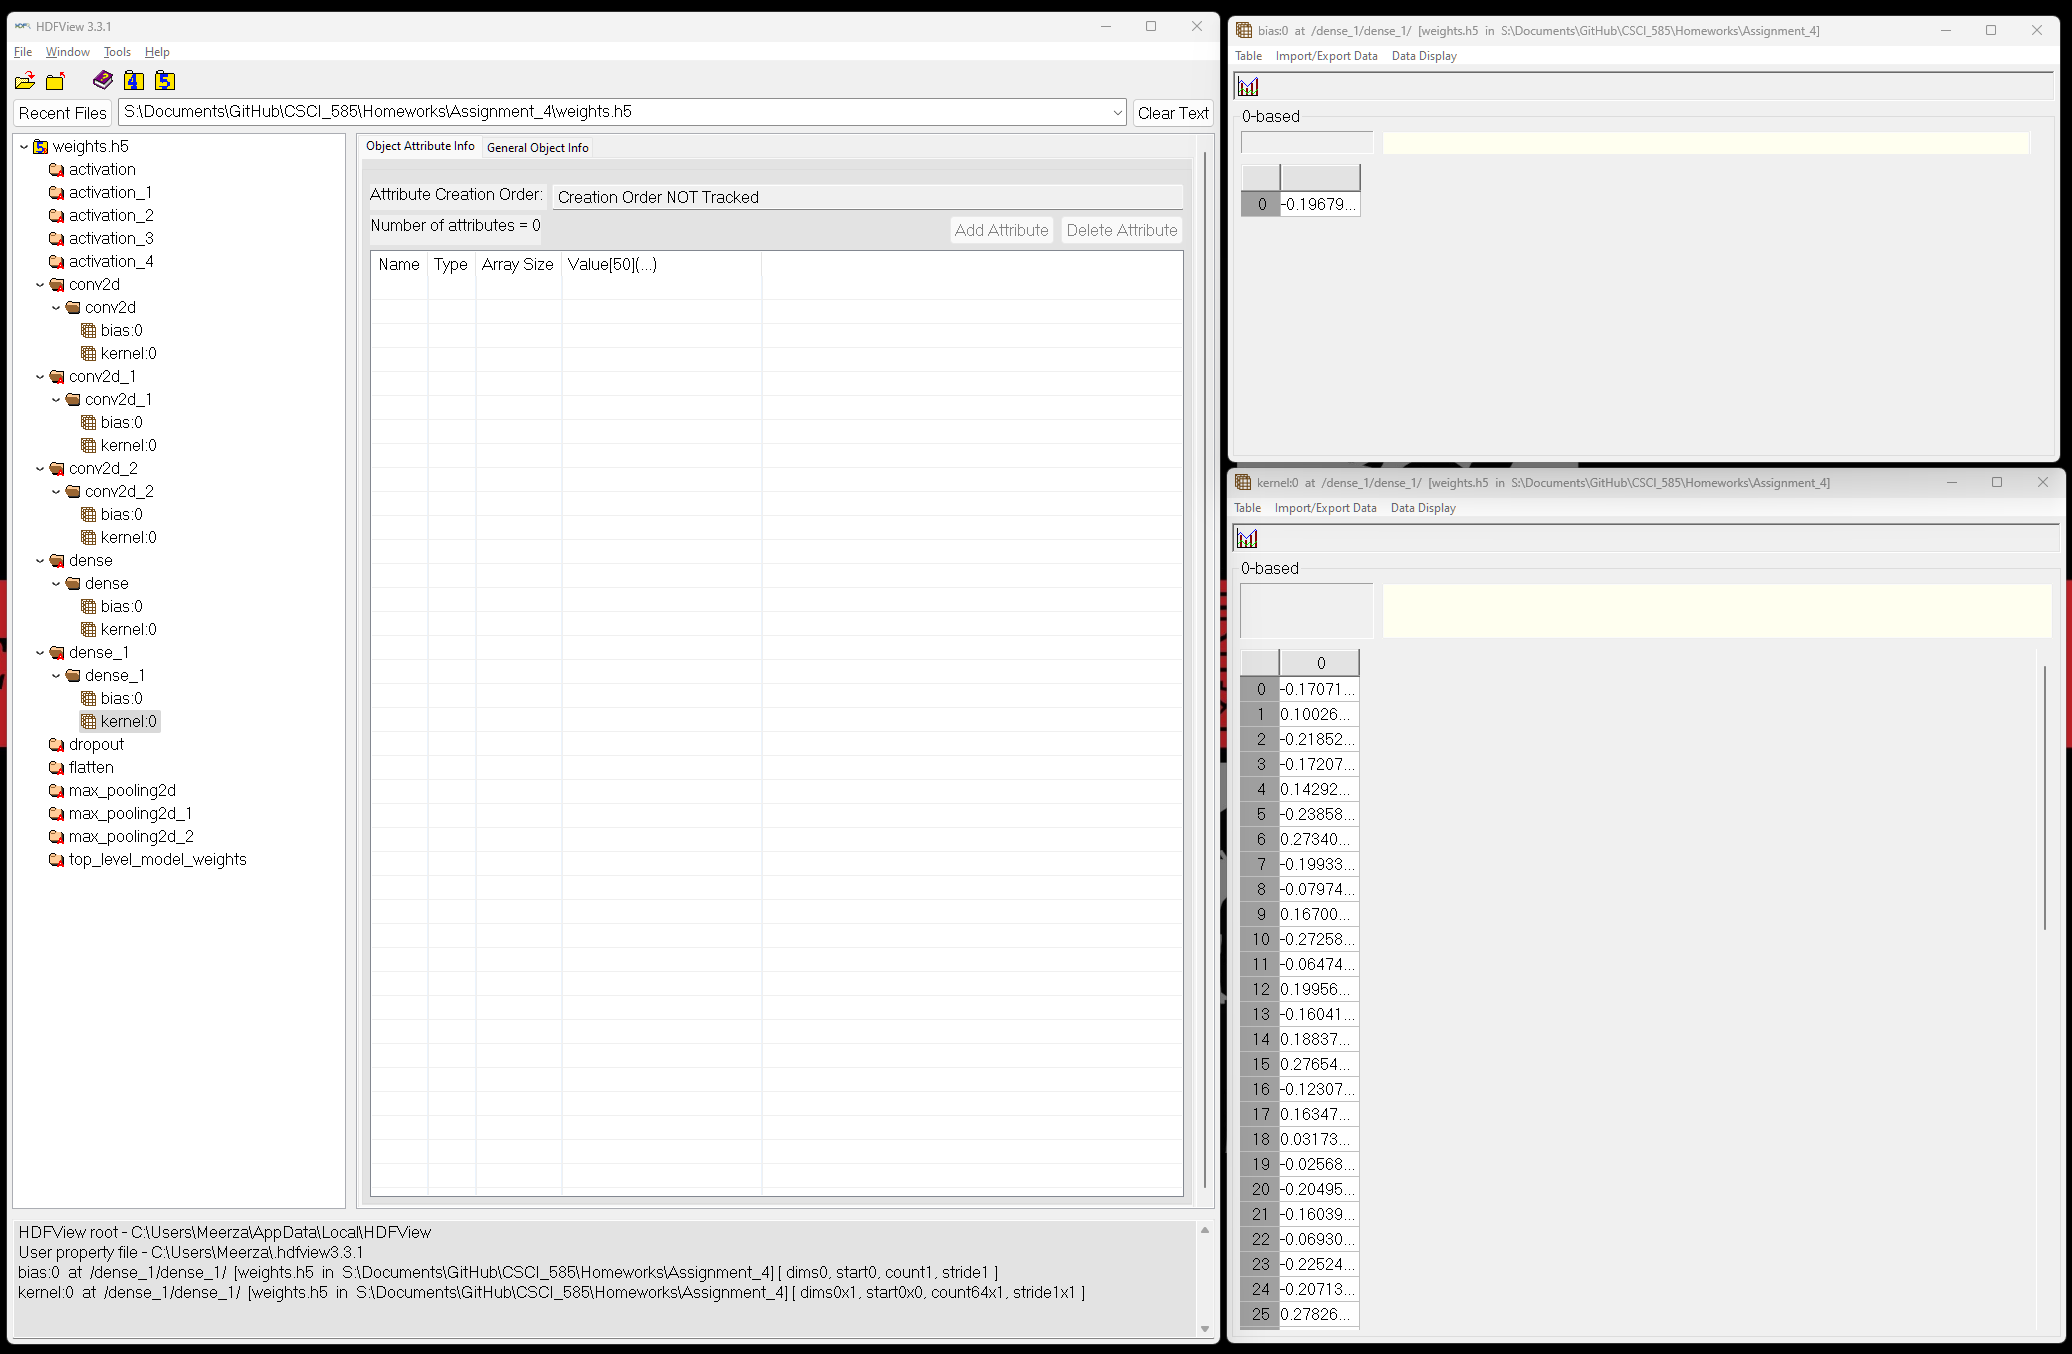 HDFView 3.3.1
File Window Tools Help
Recent Files S:\Documents\GitHub\CSCI_585\Homeworks\Assignment_4\weights.h5 Clear Text
weights.h5
activation
activation_1
activation_2
activation_3
activation_4
conv2d
conv2d
bias:0
kernel:0
conv2d_1
conv2d_1
bias:0
kernel:0
conv2d_2
conv2d_2
bias:0
kernel:0
dense
dense
bias:0
kernel:0
dense_1
dense_1
bias:0
kernel:0
dropout
flatten
max_pooling2d
max_pooling2d_1
max_pooling2d_2
top_level_model_weights
Object Attribute Info General Object Info
Attribute Creation Order: Creation Order NOT Tracked
Number of attributes = 0 Add Attribute Delete Attribute
Name Type Array Size Value[50](...)
HDFView root - C:\Users\Meerza\AppData\Local\HDFView
User property file - C:\Users\Meerza\.hdfview3.3.1
bias:0 at /dense_1/dense_1/ [weights.h5 in S:\Documents\GitHub\CSCI_585\Homeworks\Assignment_4] [ dims0, start0, count1, stride1 ]
kernel:0 at /dense_1/dense_1/ [weights.h5 in S:\Documents\GitHub\CSCI_585\Homeworks\Assignment_4] [ dims0x1, start0x0, count64x1, stride1x1 ]
bias:0 at /dense_1/dense_1/ [weights.h5 in S:\Documents\GitHub\CSCI_585\Homeworks\Assignment_4]
Table Import/Export Data Data Display
0-based
0 -0.19679...
kernel:0 at /dense_1/dense_1/ [weights.h5 in S:\Documents\GitHub\CSCI_585\Homeworks\Assignment_4]
Table Import/Export Data Data Display
0-based
0
0 -0.17071...
1 0.10026...
2 -0.21852...
3 -0.17207...
4 0.14292...
5 -0.23858...
6 0.27340...
7 -0.19933...
8 -0.07974...
9 0.16700...
10 -0.27258...
11 -0.06474...
12 0.19956...
13 -0.16041...
14 0.18837...
15 0.27654...
16 -0.12307...
17 0.16347...
18 0.03173...
19 -0.02568...
20 -0.20495...
21 -0.16039...
22 -0.06930...
23 -0.22524...
24 -0.20713...
25 0.27826...